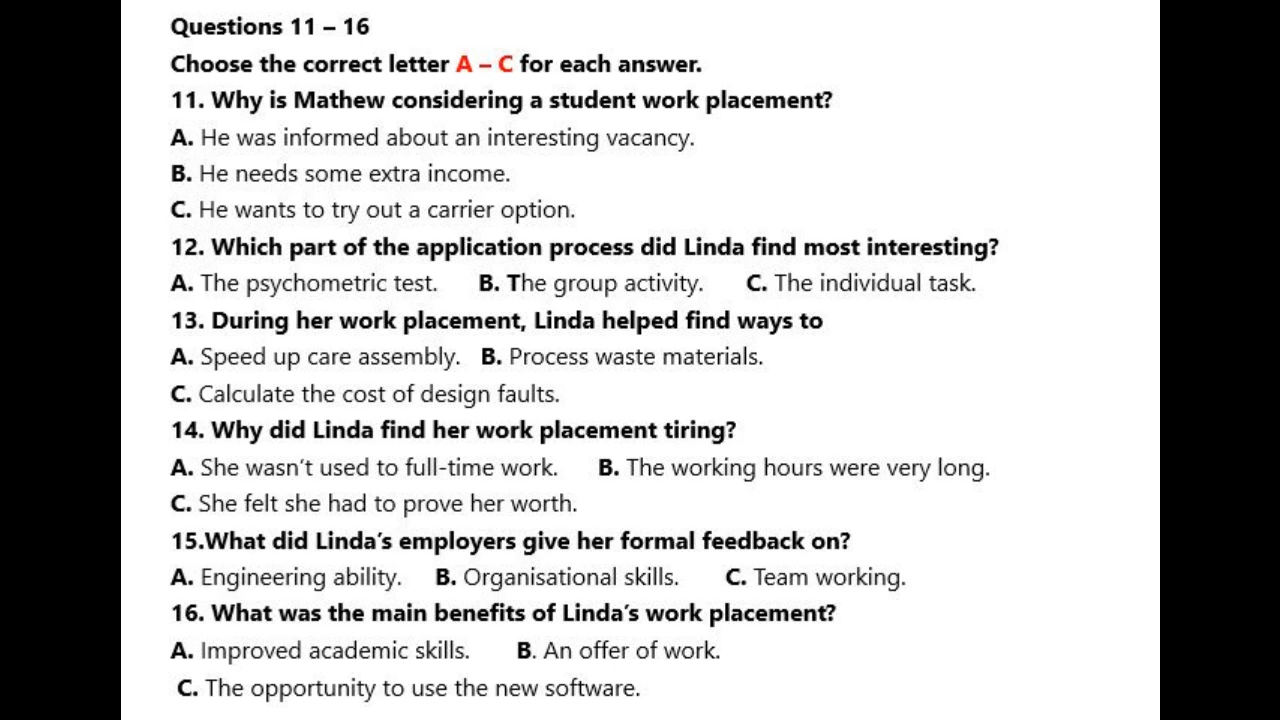 Questions 11 – 16
Choose the correct letter A – C for each answer.
11. Why is Mathew considering a student work placement?
A. He was informed about an interesting vacancy.
B. He needs some extra income.
C. He wants to try out a carrier option.
12. Which part of the application process did Linda find most interesting?
A. The psychometric test. B. The group activity. C. The individual task.
13. During her work placement, Linda helped find ways to
A. Speed up care assembly. B. Process waste materials.
C. Calculate the cost of design faults.
14. Why did Linda find her work placement tiring?
A. She wasn't used to full-time work. B. The working hours were very long.
C. She felt she had to prove her worth.
15.What did Linda's employers give her formal feedback on?
A. Engineering ability. B. Organisational skills. C. Team working.
16. What was the main benefits of Linda's work placement?
A. Improved academic skills. B. An offer of work.
C. The opportunity to use the new software.